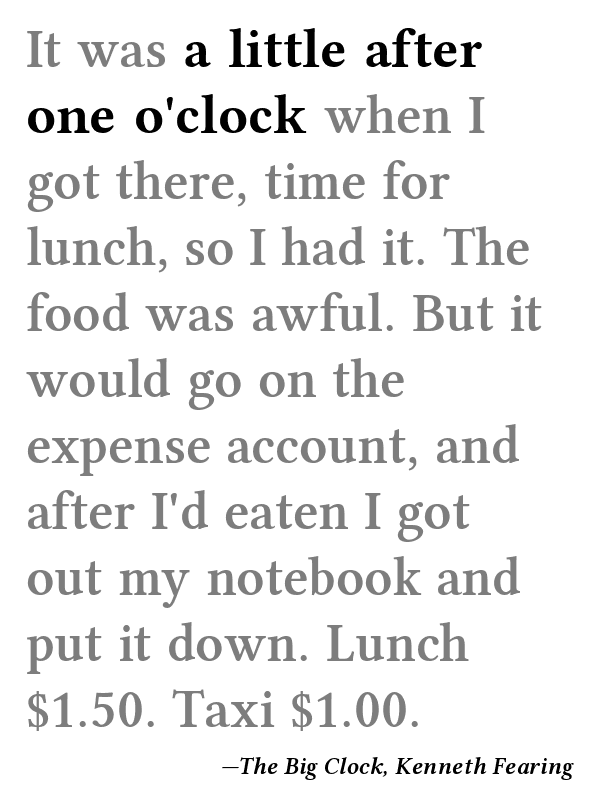 It was a little after
one o'clock when I
got there, time for
lunch, so I had it. The
food was awful. But it
would go on the
expense account, and
after I'd eaten I got
out my notebook and
put it down. Lunch
$1.50. Taxi $1.00.
—The Big Clock, Kenneth Fearing